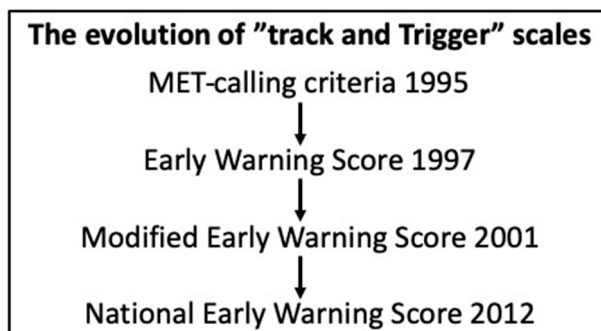 The evolution of ”track and Trigger” scales
MET-calling criteria 1995
Early Warning Score 1997
Modified Early Warning Score 2001
National Early Warning Score 2012